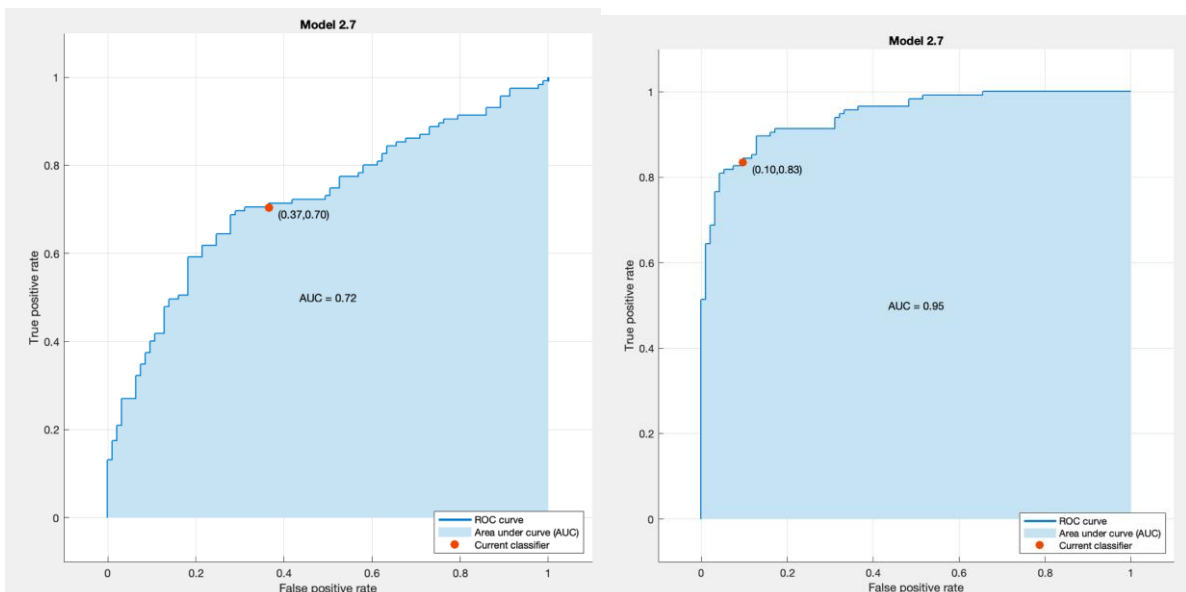 Model 2.7
1
0.8
0.6
0.4
0.2
0
True positive rate
(0.37,0.70)
AUC = 0.72
ROC curve
Area under curve (AUC)
Current classifier
0 0.2 0.4 0.6 0.8 1
False positive rate
Model 2.7
1
0.8
0.6
0.4
0.2
0
True positive rate
(0.10,0.83)
AUC = 0.95
ROC curve
Area under curve (AUC)
Current classifier
0 0.2 0.4 0.6 0.8 1
False positive rate